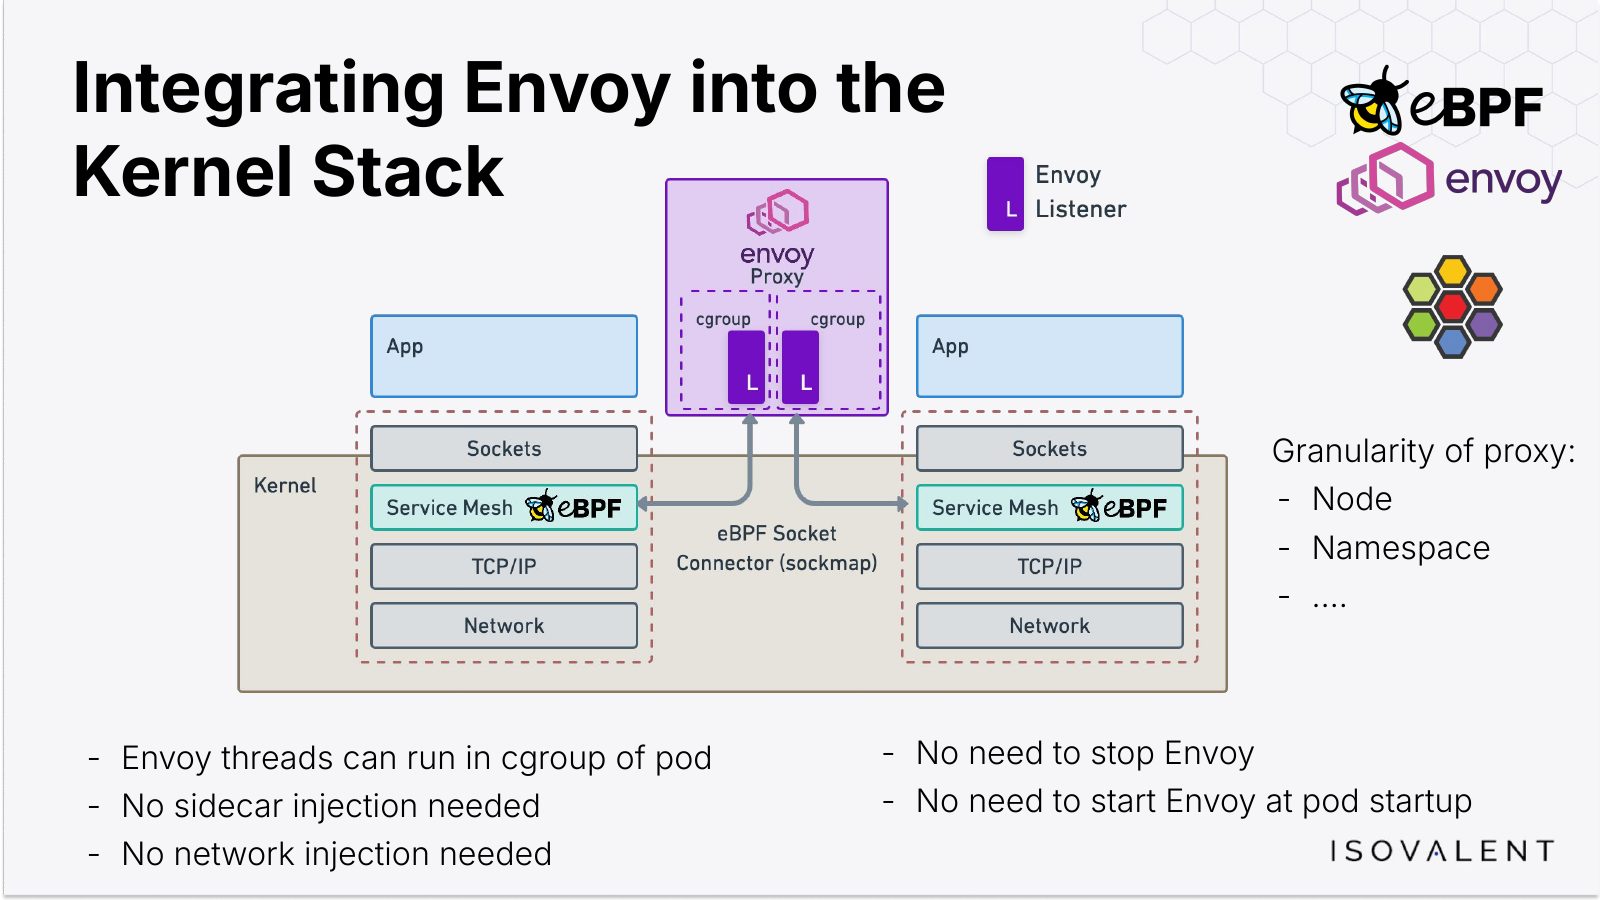 Integrating Envoy into the
Kernel Stack
eBPF
envoy
Envoy
L Listener
envoy
Proxy
cgroup cgroup
L L
App
App
Sockets
Sockets
Kernel
Service Mesh eBPF
Service Mesh eBPF
eBPF Socket
Connector (sockmap)
TCP/IP
TCP/IP
Network
Network
Granularity of proxy:
- Node
- Namespace
- ....
- Envoy threads can run in cgroup of pod
- No sidecar injection needed
- No network injection needed
- No need to stop Envoy
- No need to start Envoy at pod startup
ISOVALENT